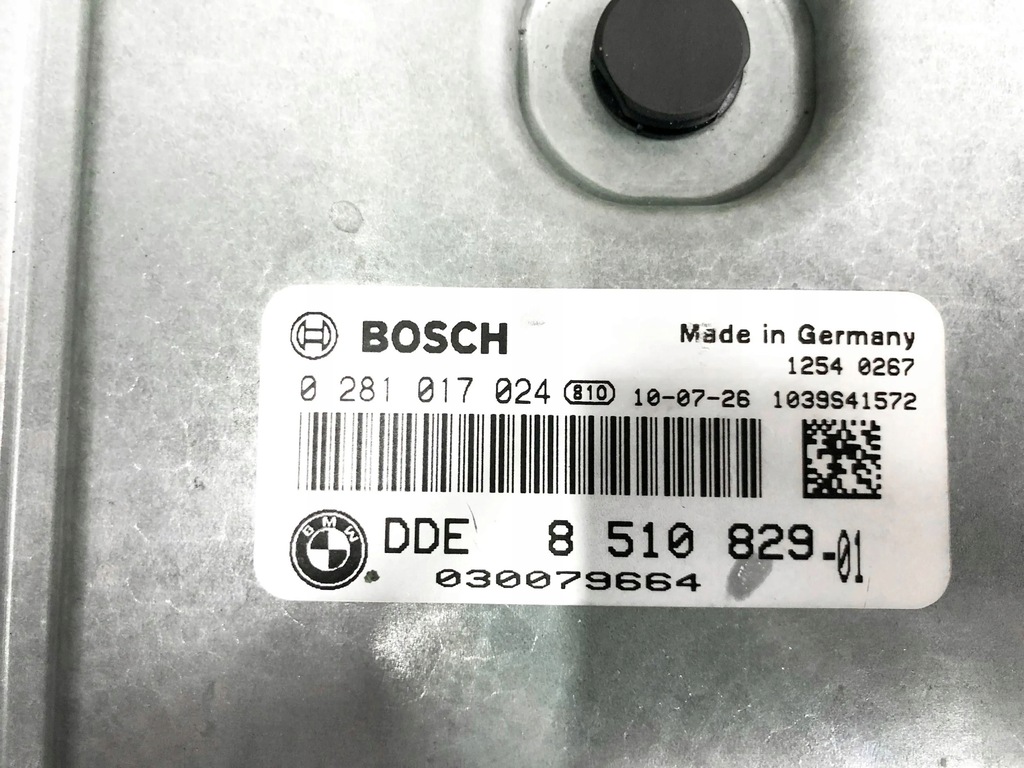 BOSCH
Made in Germany
1254 0267
0 281 017 024 810 10-07-26 1039S41572
BMW DDE 8 510 829-01
030079664